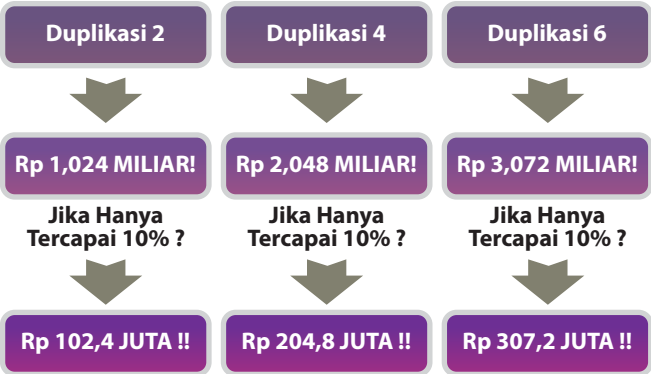 Duplikasi 2
Duplikasi 4
Duplikasi 6
Rp 1,024 MILIAR!
Rp 2,048 MILIAR!
Rp 3,072 MILIAR!
Jika Hanya
Tercapai 10% ?
Jika Hanya
Tercapai 10% ?
Jika Hanya
Tercapai 10% ?
Rp 102,4 JUTA !!
Rp 204,8 JUTA !!
Rp 307,2 JUTA !!